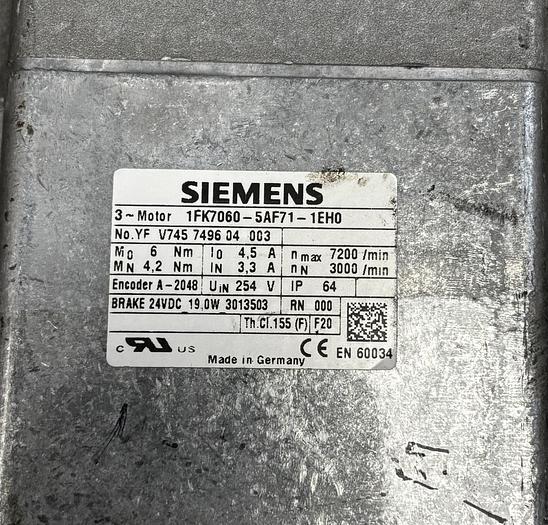 SIEMENS
3~Motor 1FK7060-5AF71-1EH0
No.YF V745 7496 04 003
M0 6 Nm I0 4,5 A nmax 7200 /min
MN 4,2 Nm IN 3,3 A nN 3000 /min
Encoder A-2048 UIN 254 V IP 64
BRAKE 24VDC 19,0W 3013503 RN 000
Th.Cl.155 (F) F20
c RU US CE EN 60034
Made in Germany